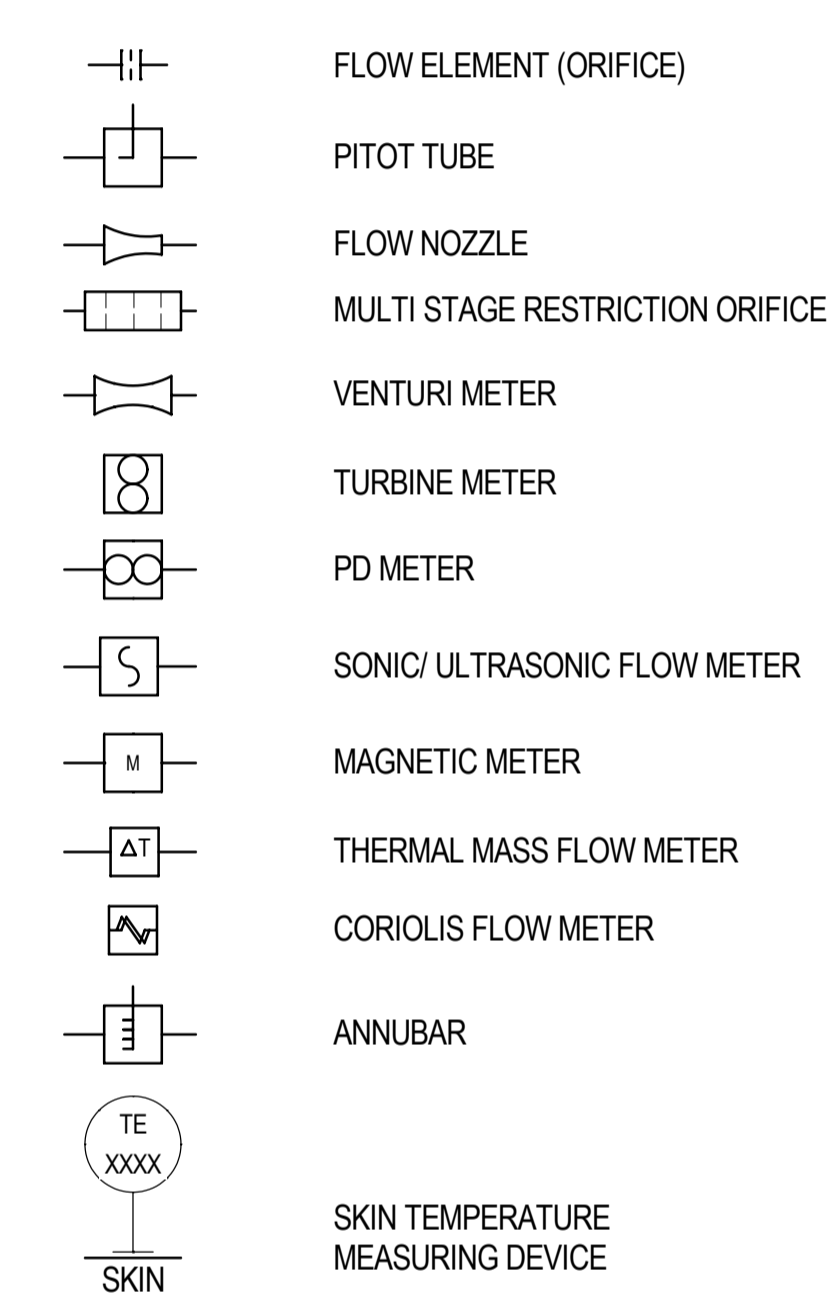 FLOW ELEMENT (ORIFICE)
PITOT TUBE
FLOW NOZZLE
MULTI STAGE RESTRICTION ORIFICE
VENTURI METER
TURBINE METER
PD METER
SONIC/ ULTRASONIC FLOW METER
M
MAGNETIC METER
ΔT
THERMAL MASS FLOW METER
CORIOLIS FLOW METER
ANNUBAR
TE
XXXX
SKIN TEMPERATURE
MEASURING DEVICE
SKIN